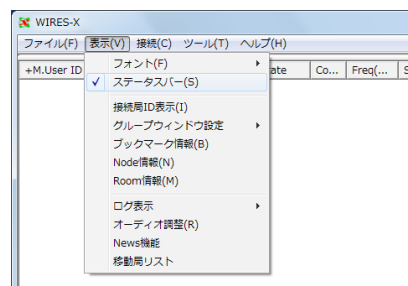 WIRES-X
ファイル(F) 表示(V) 接続(C) ツール(T) ヘルプ(H)
+M.User ID ate Co... Freq(... S
フォント(F)
✓ ステータスバー(S)
接続局ID表示(I)
グループウィンドウ設定
ブックマーク情報(B)
Node情報(N)
Room情報(M)
ログ表示
オーディオ調整(R)
News機能
移動局リスト